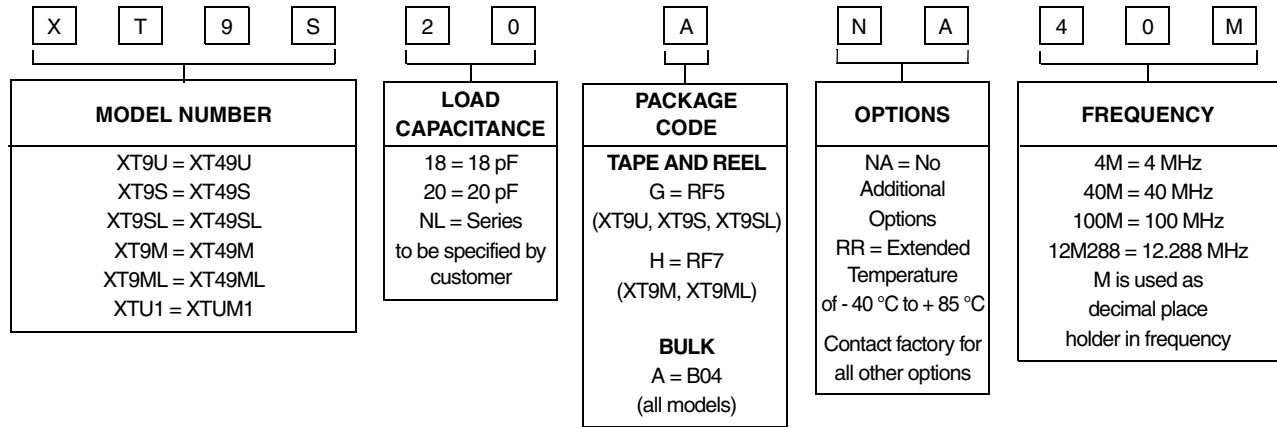 X T 9 S 2 0 A N A 4 0 M
MODEL NUMBER
XT9U = XT49U
XT9S = XT49S
XT9SL = XT49SL
XT9M = XT49M
XT9ML = XT49ML
XTU1 = XTUM1
LOAD
CAPACITANCE
18 = 18 pF
20 = 20 pF
NL = Series
to be specified by
customer
PACKAGE
CODE
TAPE AND REEL
G = RF5
(XT9U, XT9S, XT9SL)
H = RF7
(XT9M, XT9ML)
BULK
A = B04
(all models)
OPTIONS
NA = No
Additional
Options
RR = Extended
Temperature
of - 40 °C to + 85 °C
Contact factory for
all other options
FREQUENCY
4M = 4 MHz
40M = 40 MHz
100M = 100 MHz
12M288 = 12.288 MHz
M is used as
decimal place
holder in frequency